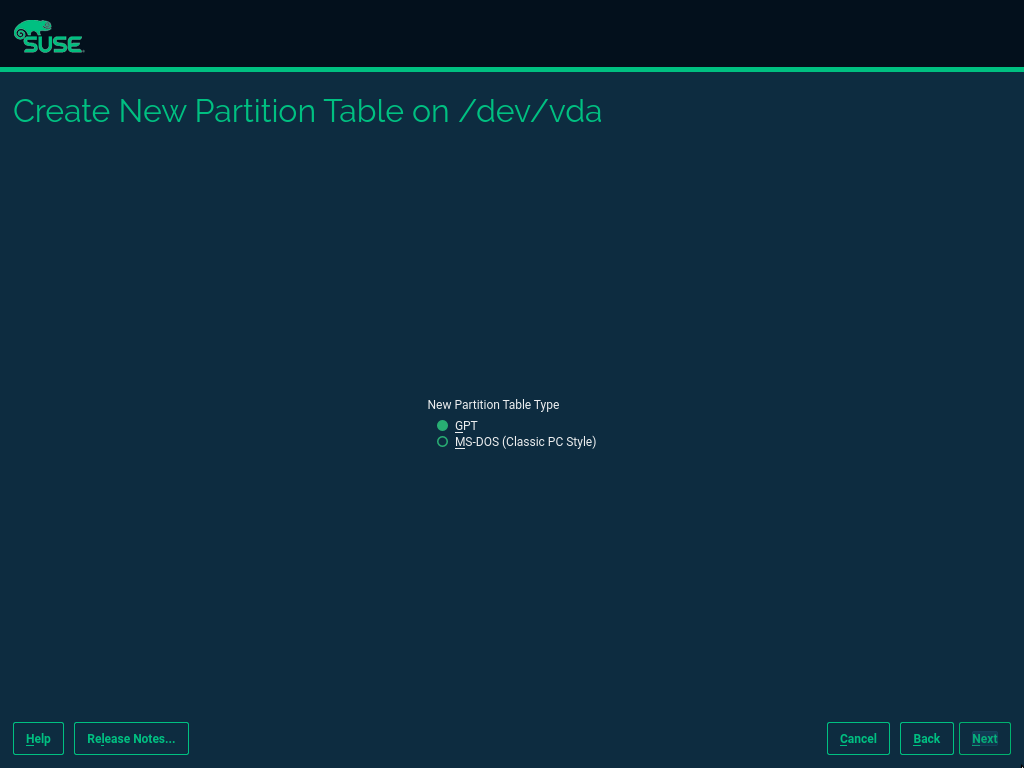 SUSE
Create New Partition Table on /dev/vda
New Partition Table Type
GPT
MS-DOS (Classic PC Style)
Help Release Notes... Cancel Back Next